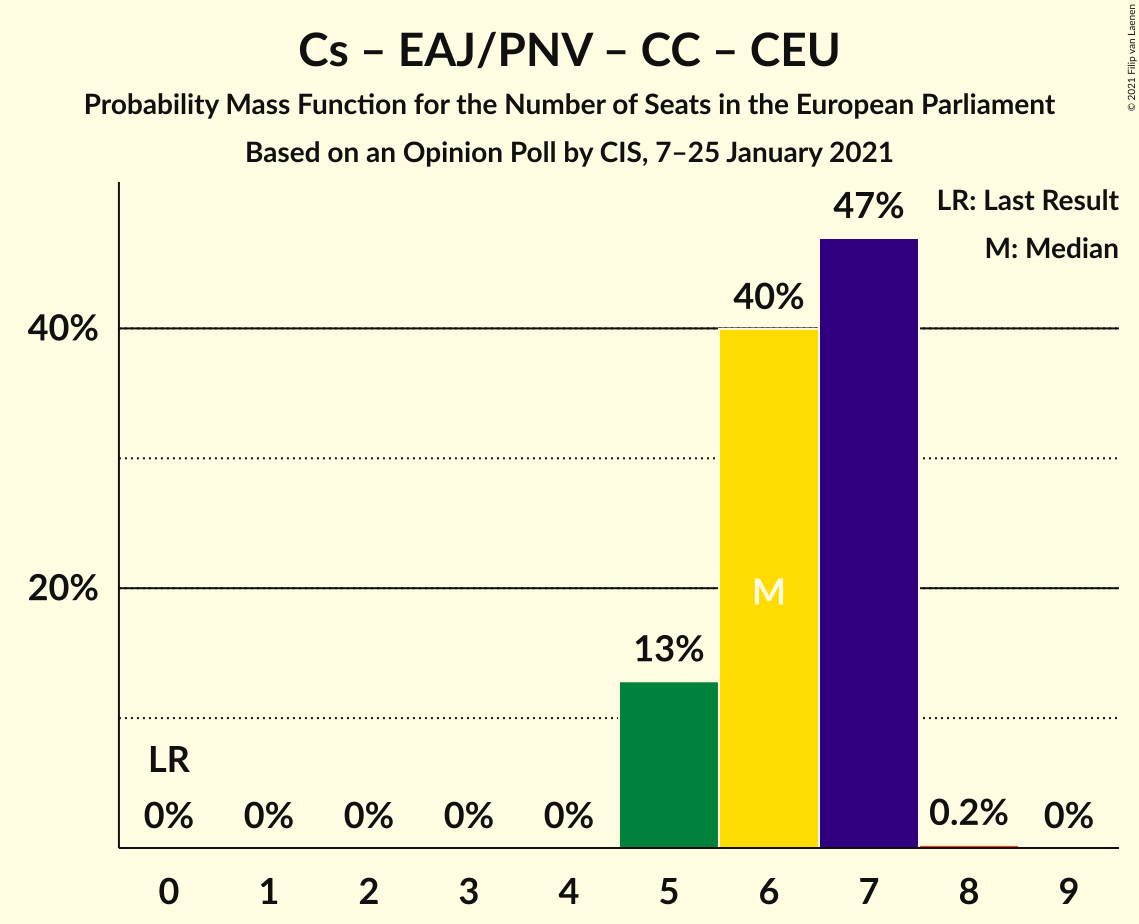 Cs – EAJ/PNV – CC – CEU
Probability Mass Function for the Number of Seats in the European Parliament
Based on an Opinion Poll by CIS, 7–25 January 2021
© 2021 Filip van Laenen
LR: Last Result
M: Median
47%
40%
40%
M
20%
13%
LR
0% 0% 0% 0% 0% 0.2% 0%
0 1 2 3 4 5 6 7 8 9